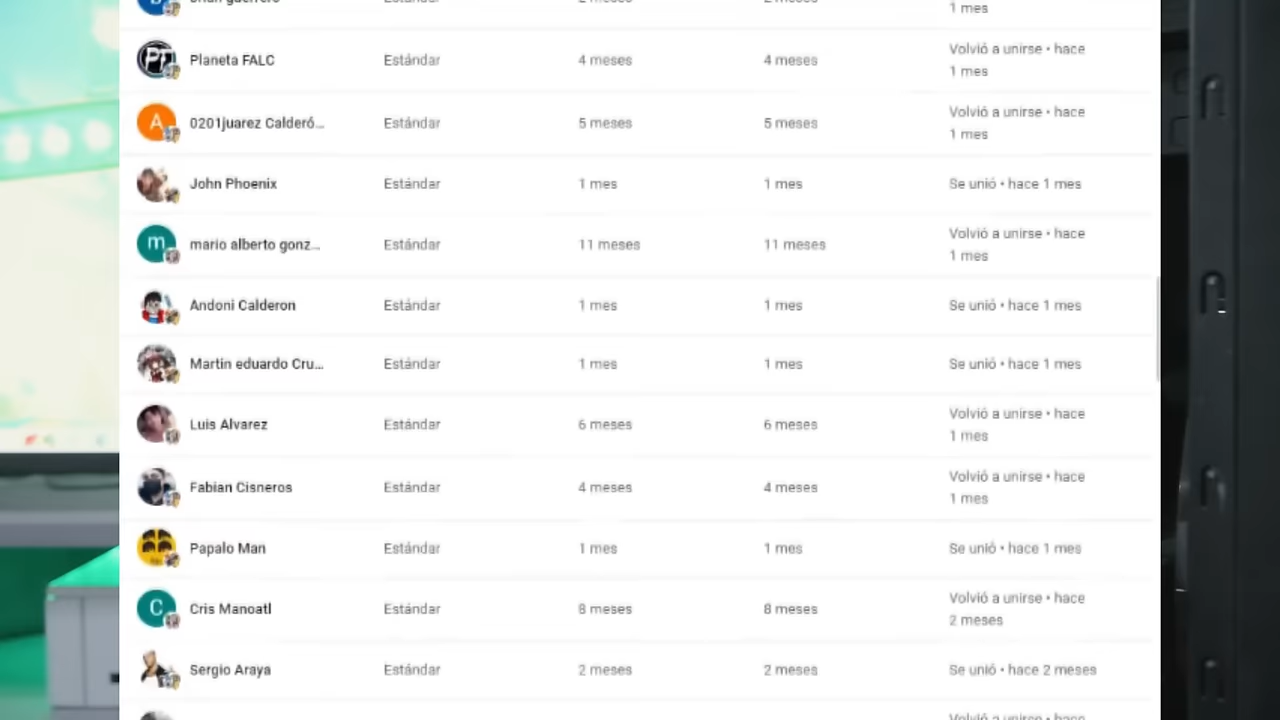 1 mes
Planeta FALC Estándar 4 meses 4 meses Volvió a unirse • hace
1 mes
0201juarez Calderó... Estándar 5 meses 5 meses Volvió a unirse • hace
1 mes
John Phoenix Estándar 1 mes 1 mes Se unió • hace 1 mes
mario alberto gonz... Estándar 11 meses 11 meses Volvió a unirse • hace
1 mes
Andoni Calderon Estándar 1 mes 1 mes Se unió • hace 1 mes
Martin eduardo Cru... Estándar 1 mes 1 mes Se unió • hace 1 mes
Luis Alvarez Estándar 6 meses 6 meses Volvió a unirse • hace
1 mes
Fabian Cisneros Estándar 4 meses 4 meses Volvió a unirse • hace
1 mes
Papalo Man Estándar 1 mes 1 mes Se unió • hace 1 mes
Cris Manoatl Estándar 8 meses 8 meses Volvió a unirse • hace
2 meses
Sergio Araya Estándar 2 meses 2 meses Se unió • hace 2 meses